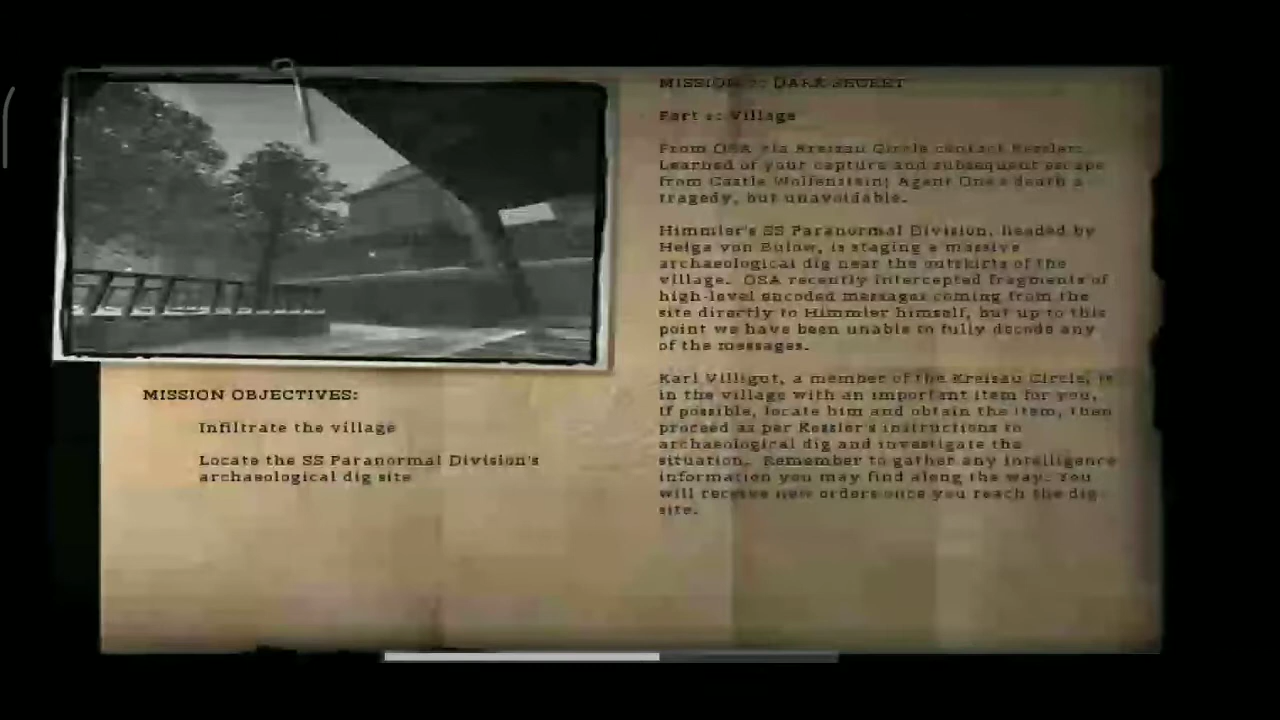 MISSION : DARK SECRET
Part 1: Village
From OSA via Kreisau Circle contact Kessler:
Learned of your capture and subsequent escape
from Castle Wolfenstein; Agent One's death a
tragedy, but unavoidable.
Himmler's SS Paranormal Division, headed by
Helga von Bulow, is staging a massive
archaeological dig near the outskirts of the
village. OSA recently intercepted fragments of
high-level encoded messages coming from the
site directly to Himmler himself, but up to this
point we have been unable to fully decode any
of the messages.
Karl Villigut, a member of the Kreisau Circle, is
in the village with an important item for you.
If possible, locate him and obtain the item, then
proceed as per Kessler's instructions to
archaeological dig and investigate the
situation. Remember to gather any intelligence
information you may find along the way. You
will receive new orders once you reach the dig
site.
MISSION OBJECTIVES:
Infiltrate the village
Locate the SS Paranormal Division's
archaeological dig site